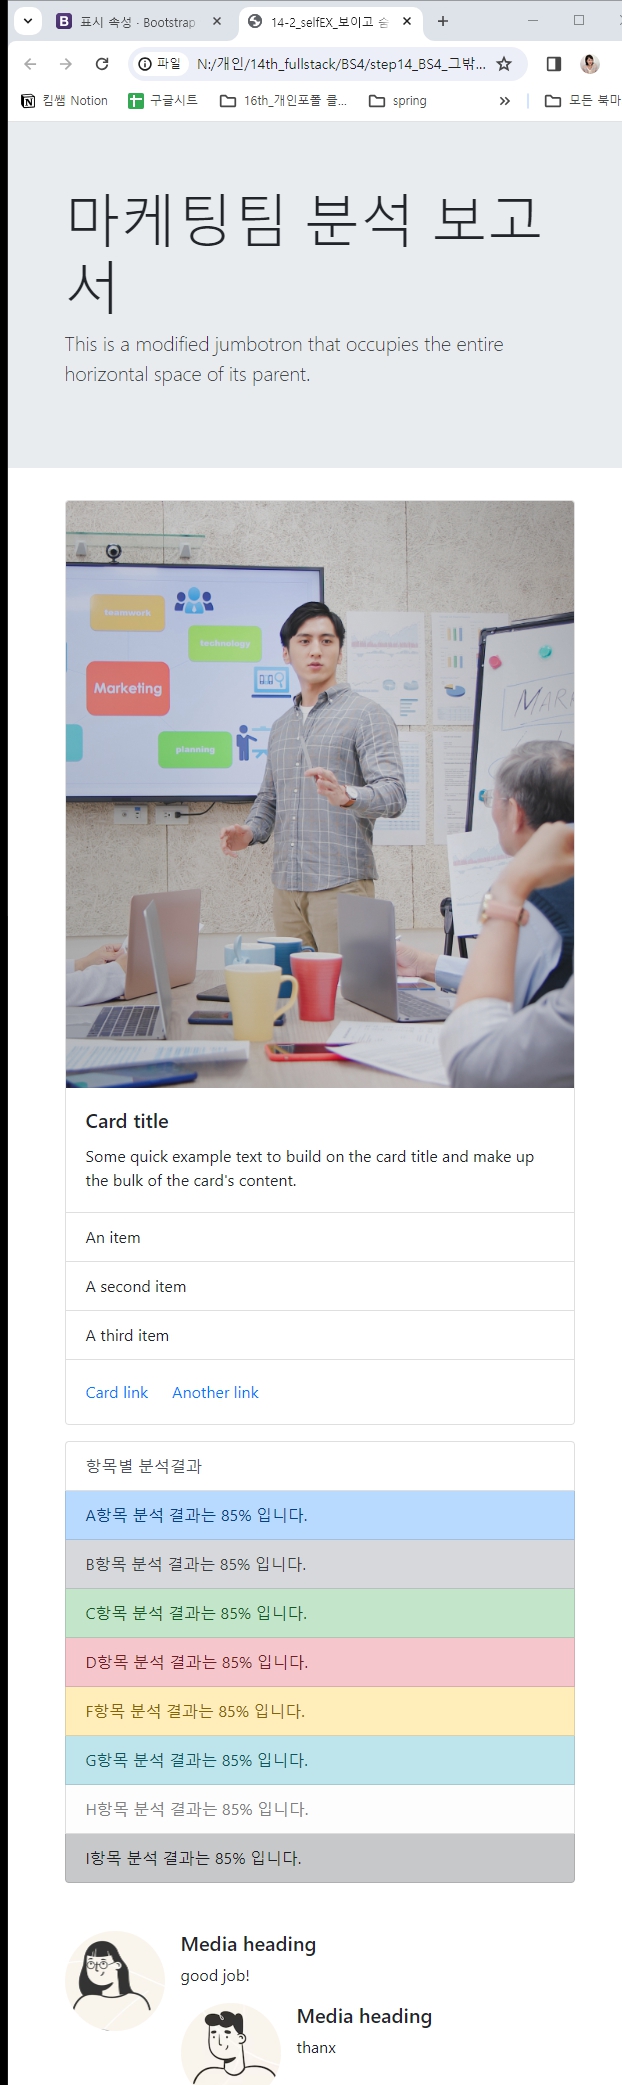 표시 속성 · Bootstrap
14-2_selfEX_보이고 숨
파일
N:/개인/14th_fullstack/BS4/step14_BS4_그밖...
킴쌤 Notion
구글시트
16th_개인포폴 클...
spring
모든 북마
마케팅팀 분석 보고
서
This is a modified jumbotron that occupies the entire
horizontal space of its parent.
teamwork
technology
Marketing
planning
MARK
Card title
Some quick example text to build on the card title and make up
the bulk of the card's content.
An item
A second item
A third item
Card link Another link
항목별 분석결과
A항목 분석 결과는 85% 입니다.
B항목 분석 결과는 85% 입니다.
C항목 분석 결과는 85% 입니다.
D항목 분석 결과는 85% 입니다.
F항목 분석 결과는 85% 입니다.
G항목 분석 결과는 85% 입니다.
H항목 분석 결과는 85% 입니다.
I항목 분석 결과는 85% 입니다.
Media heading
good job!
Media heading
thanx